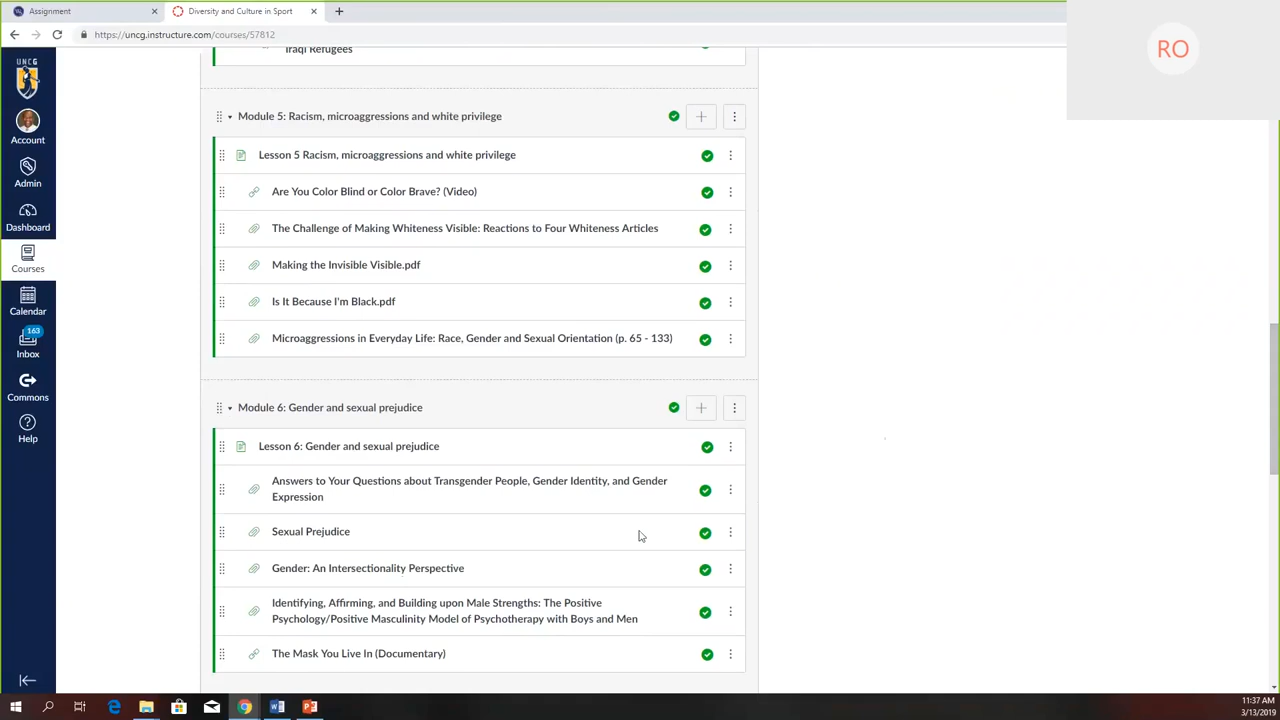 Assignment
Diversity and Culture in Sport
https://uncg.instructure.com/courses/57812
RO
UNCG
Account
Admin
Dashboard
Courses
Calendar
163
Inbox
Commons
Help
Iraqi Refugees
Module 5: Racism, microaggressions and white privilege
Lesson 5 Racism, microaggressions and white privilege
Are You Color Blind or Color Brave? (Video)
The Challenge of Making Whiteness Visible: Reactions to Four Whiteness Articles
Making the Invisible Visible.pdf
Is It Because I'm Black.pdf
Microaggressions in Everyday Life: Race, Gender and Sexual Orientation (p. 65 - 133)
Module 6: Gender and sexual prejudice
Lesson 6: Gender and sexual prejudice
Answers to Your Questions about Transgender People, Gender Identity, and Gender
Expression
Sexual Prejudice
Gender: An Intersectionality Perspective
Identifying, Affirming, and Building upon Male Strengths: The Positive
Psychology/Positive Masculinity Model of Psychotherapy with Boys and Men
The Mask You Live In (Documentary)
11:37 AM
3/13/2019